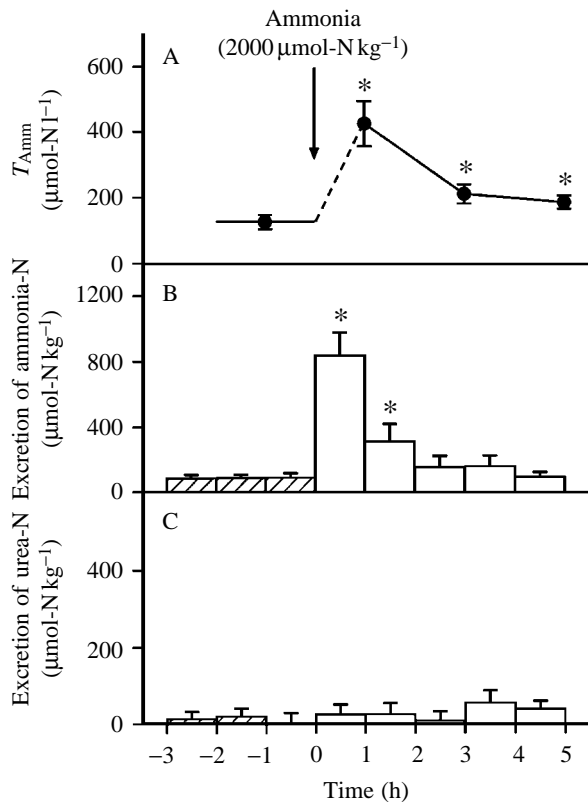 Ammonia
(2000 μmol-N kg⁻¹)
A
600
400
200
0
T_Amm
(μmol-N l⁻¹)
*
*
*
B
1200
800
400
0
Excretion of ammonia-N
(μmol-N kg⁻¹)
*
*
C
400
200
0
Excretion of urea-N
(μmol-N kg⁻¹)
−3 −2 −1 0 1 2 3 4 5
Time (h)